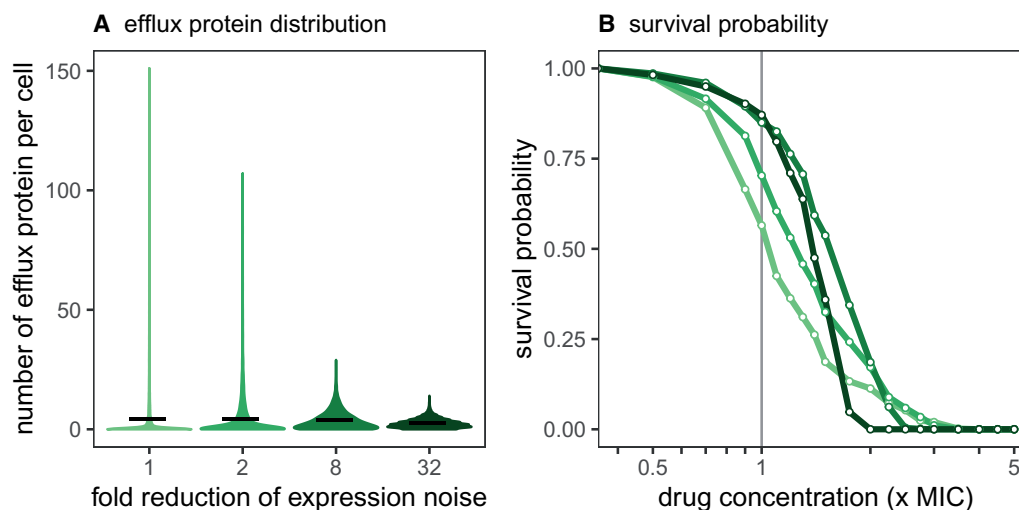 A efflux protein distribution
number of efflux protein per cell
150
100
50
0
1 2 8 32
fold reduction of expression noise
B survival probability
survival probability
1.00
0.75
0.50
0.25
0.00
0.5 1 2 5
drug concentration (x MIC)